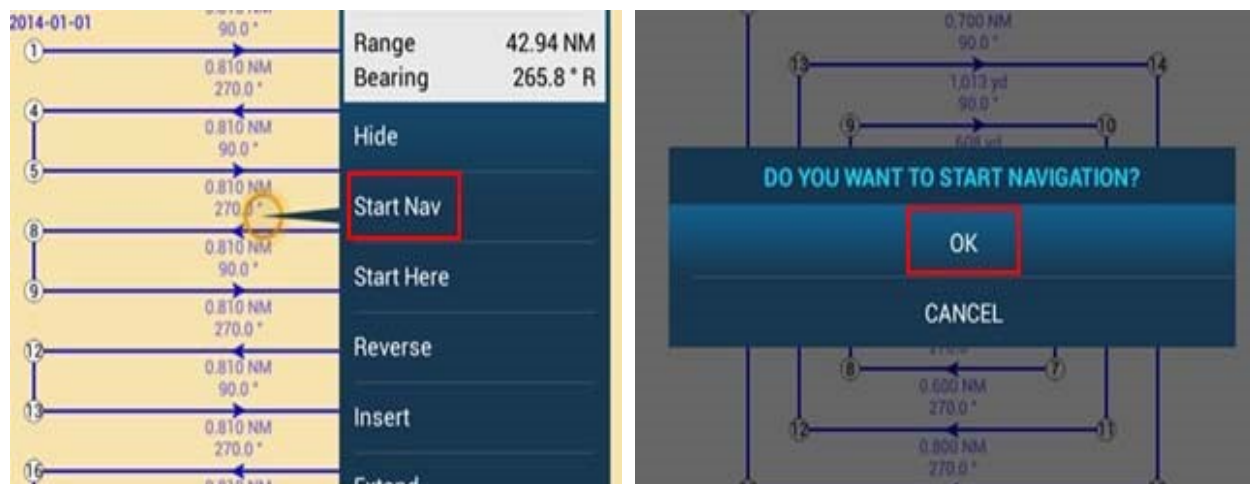 2014-01-01
90.0°
1
0.810 NM
270.0°
4
0.810 NM
90.0°
5
0.810 NM
270.0°
8
0.810 NM
90.0°
9
0.810 NM
270.0°
12
0.810 NM
90.0°
13
0.810 NM
270.0°
16
Range 42.94 NM
Bearing 265.8° R
Hide
Start Nav
Start Here
Reverse
Insert
Extend
0.700 NM
90.0°
13 14
1,013 yd
90.0°
9 10
608 yd
DO YOU WANT TO START NAVIGATION?
OK
CANCEL
8 7
0.600 NM
270.0°
12 11
0.800 NM
270.0°